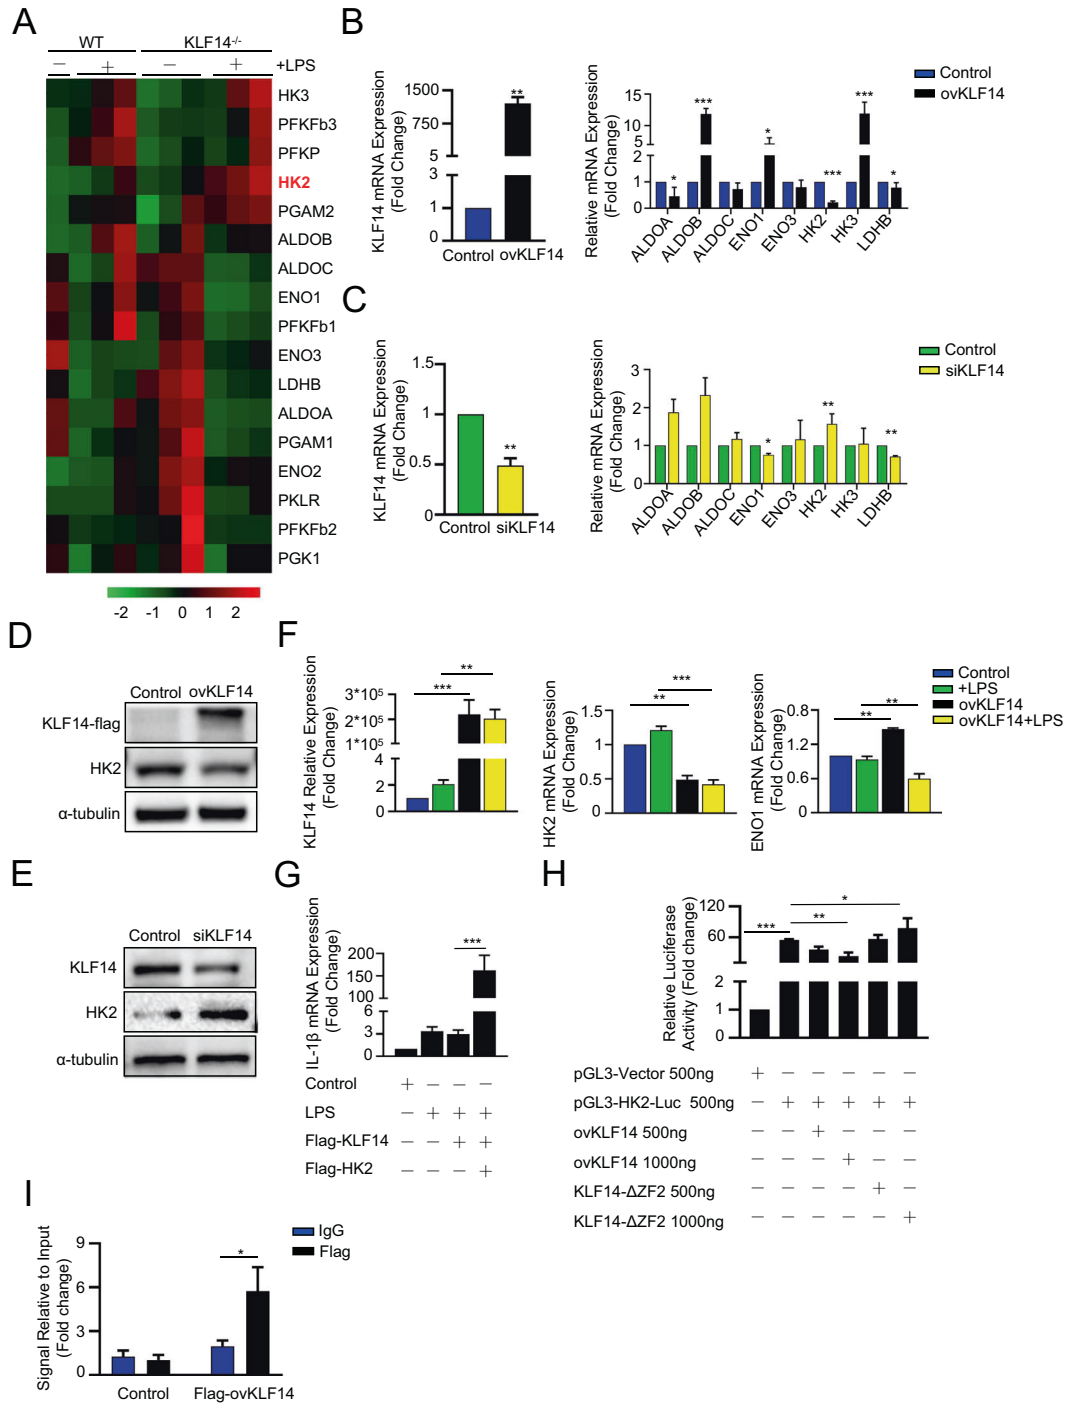 A
WT
KLF14-/-
— + — + +LPS
HK3
PFKFb3
PFKP
HK2
PGAM2
ALDOB
ALDOC
ENO1
PFKFb1
ENO3
LDHB
ALDOA
PGAM1
ENO2
PKLR
PFKFb2
PGK1
-2 -1 0 1 2
B
KLF14 mRNA Expression
(Fold Change)
1500
750
5
3
1
0
**
Control ovKLF14
Relative mRNA Expression
(Fold Change)
15
10
5
2
1
0
* *** * *** *** *
ALDOA ALDOB ALDOC ENO1 ENO3 HK2 HK3 LDHB
Control
ovKLF14
C
KLF14 mRNA Expression
(Fold Change)
1.5
1
0.5
0
**
Control siKLF14
Relative mRNA Expression
(Fold Change)
3
2
1
0
* ** **
ALDOA ALDOB ALDOC ENO1 ENO3 HK2 HK3 LDHB
Control
siKLF14
D
Control ovKLF14
KLF14-flag
HK2
α-tubulin
E
Control siKLF14
KLF14
HK2
α-tubulin
F
KLF14 Relative Expression
(Fold Change)
3*10⁵
2*10⁵
1*10⁵
4
2
0
**
***
HK2 mRNA Expression
(Fold Change)
1.5
1
0.5
0
***
**
ENO1 mRNA Expression
(Fold Change)
0.8
1.2
0.6
0
**
**
Control
+LPS
ovKLF14
ovKLF14+LPS
G
IL-1β mRNA Expression
(Fold Change)
200
150
100
6
3
0
***
Control + — — —
LPS — + + +
Flag-KLF14 — — + +
Flag-HK2 — — — +
H
Relative Luciferase
Activity (Fold change)
120
60
2
1
0
*** ** *
pGL3-Vector 500ng + — — — — —
pGL3-HK2-Luc 500ng — + + + + +
ovKLF14 500ng — — + — — —
ovKLF14 1000ng — — — + — —
KLF14-ΔZF2 500ng — — — — + —
KLF14-ΔZF2 1000ng — — — — — +
I
Signal Relative to Input
(Fold change)
9
6
3
0
*
Control Flag-ovKLF14
IgG
Flag